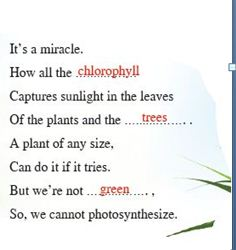 It's a miracle.
How all the chlorophyll
Captures sunlight in the leaves
Of the plants and the ....trees.......
A plant of any size,
Can do it if it tries.
But we're not ...green......,
So, we cannot photosynthesize.